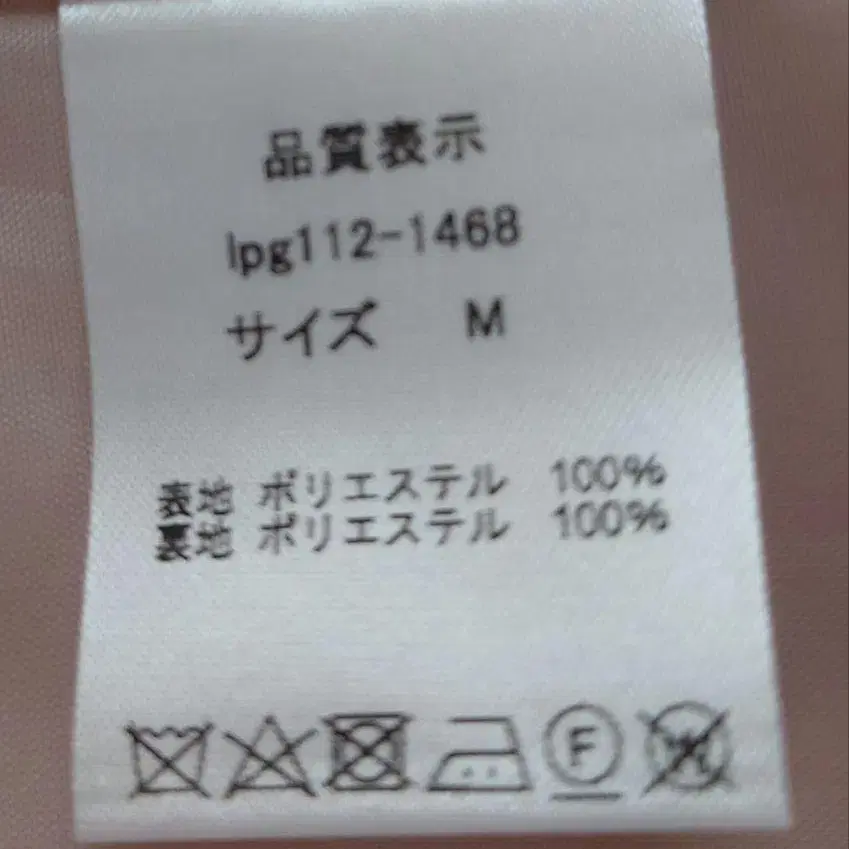 品質表示
lpg112-1468
サイズ M
表地 ポリエステル 100%
裏地 ポリエステル 100%
F
W